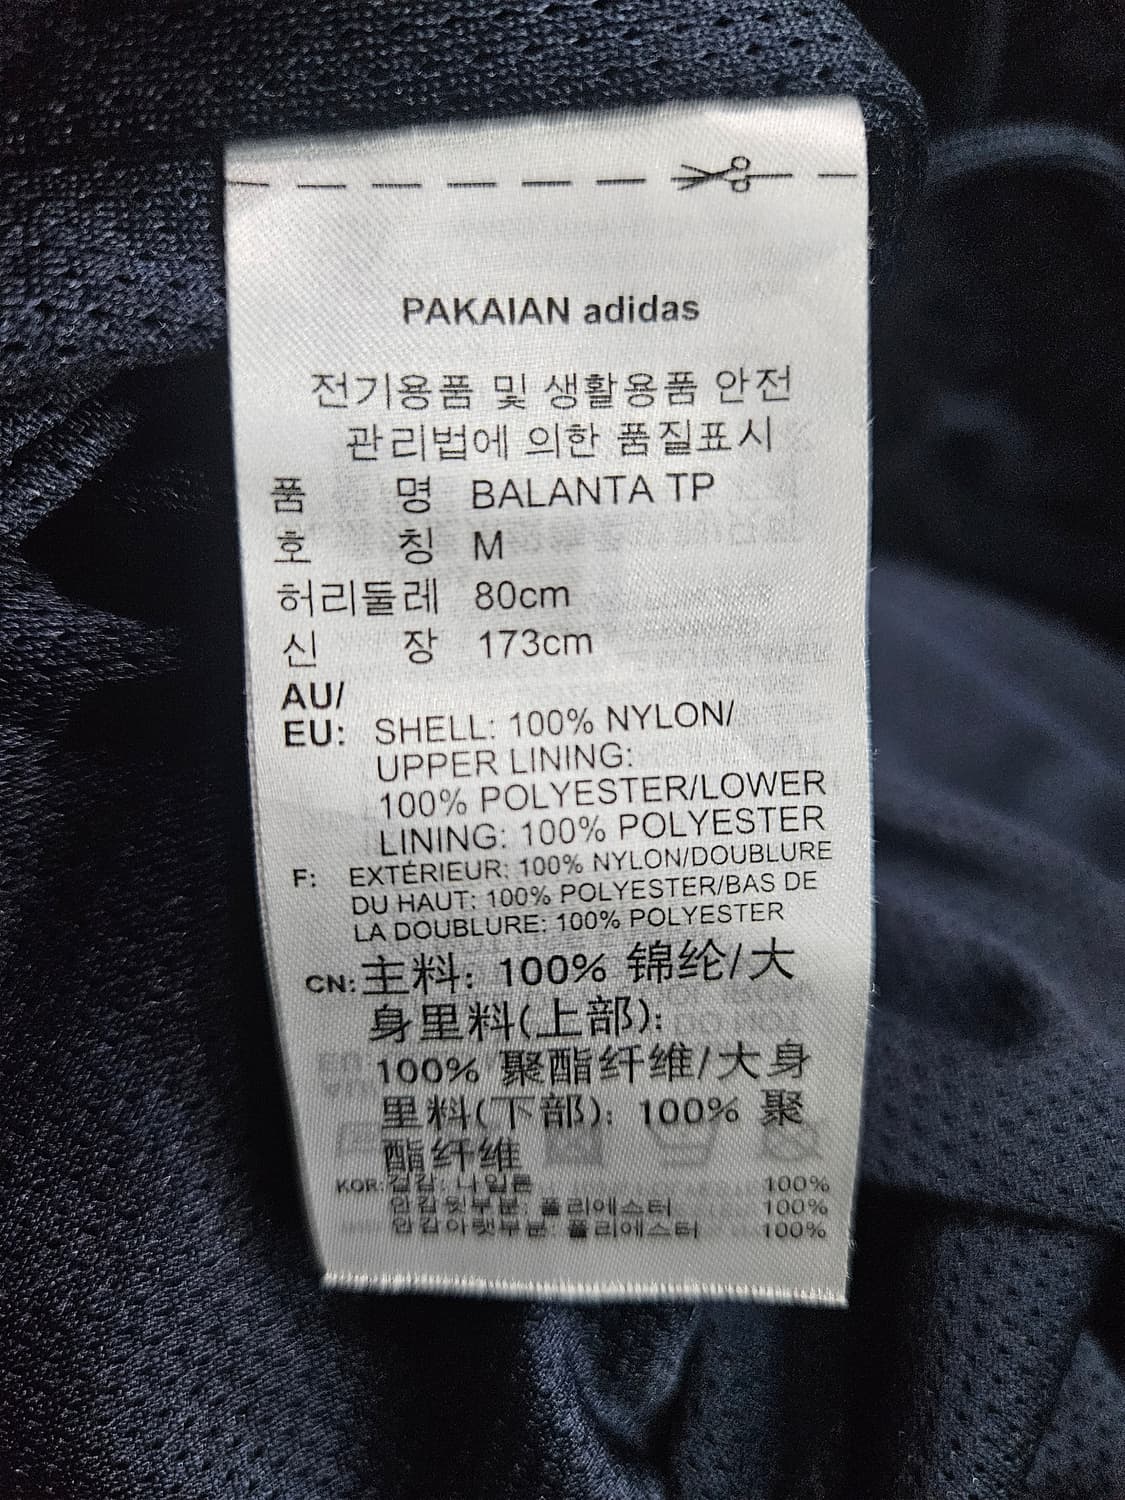 PAKAIAN adidas
전기용품 및 생활용품 안전
관리법에 의한 품질표시
품 명 BALANTA TP
호 칭 M
허리둘레 80cm
신 장 173cm
AU/
EU: SHELL: 100% NYLON/
UPPER LINING:
100% POLYESTER/LOWER
LINING: 100% POLYESTER
F: EXTÉRIEUR: 100% NYLON/DOUBLURE
DU HAUT: 100% POLYESTER/BAS DE
LA DOUBLURE: 100% POLYESTER
CN: 主料: 100% 锦纶/大
身里料(上部):
100% 聚酯纤维/大身
里料(下部): 100% 聚
酯纤维
KOR: 겉감: 나일론 100%
안감윗부분: 폴리에스터 100%
안감아랫부분: 폴리에스터 100%